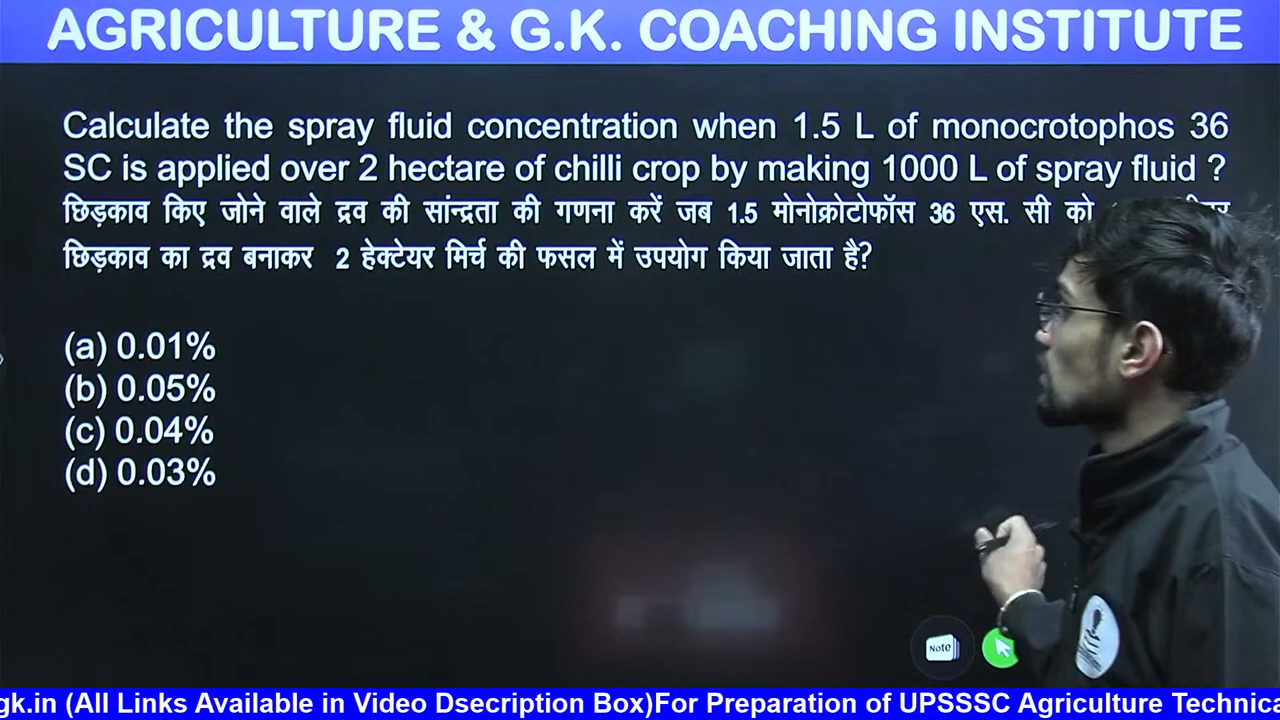 AGRICULTURE & G.K. COACHING INSTITUTE
Calculate the spray fluid concentration when 1.5 L of monocrotophos 36
SC is applied over 2 hectare of chilli crop by making 1000 L of spray fluid ?
छिड़काव किए जोने वाले द्रव की सांन्द्रता की गणना करें जब 1.5 मोनोक्रोटोफॉस 36 एस. सी को
छिड़काव का द्रव बनाकर 2 हेक्टेयर मिर्च की फसल में उपयोग किया जाता है?
(a) 0.01%
(b) 0.05%
(c) 0.04%
(d) 0.03%
Note
gk.in (All Links Available in Video Dsecription Box)For Preparation of UPSSSC Agriculture Technica